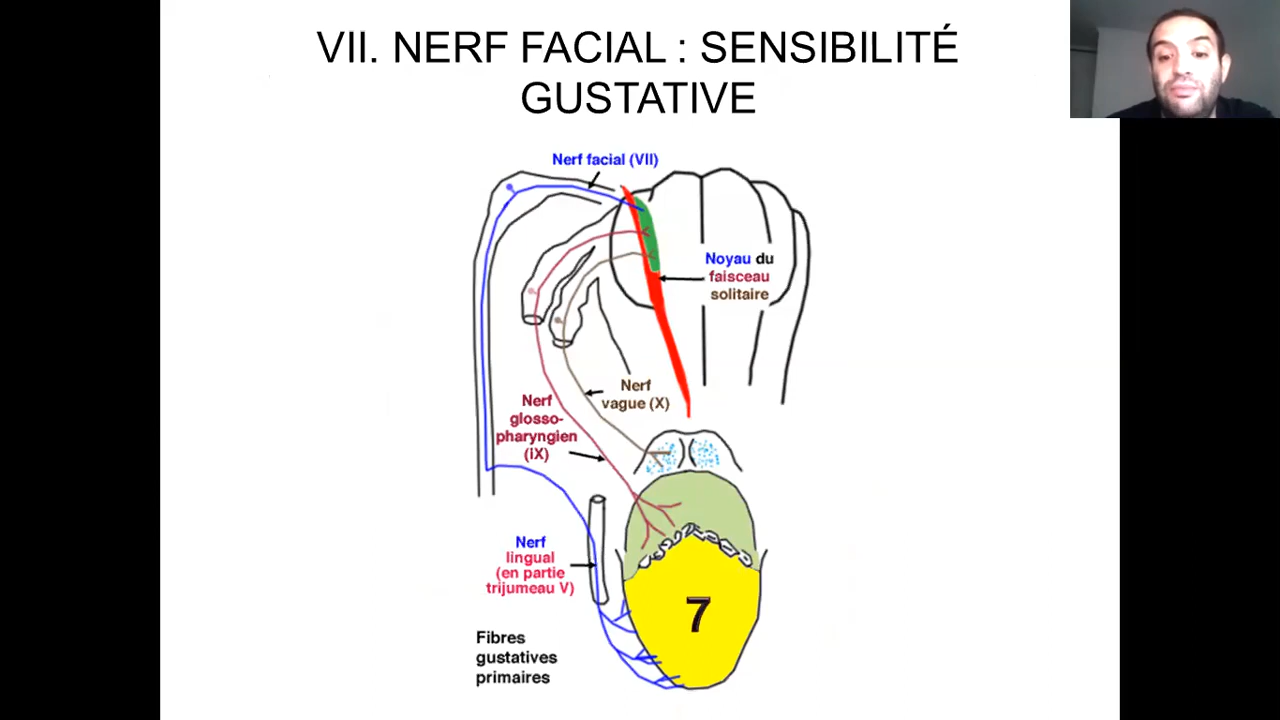 VII. NERF FACIAL : SENSIBILITÉ
GUSTATIVE
Nerf facial (VII)
Noyau du
faisceau
solitaire
Nerf
vague (X)
Nerf
glosso-
pharyngien
(iX)
Nerf
lingual
(en partie
trijumeau V)
7
Fibres
gustatives
primaires